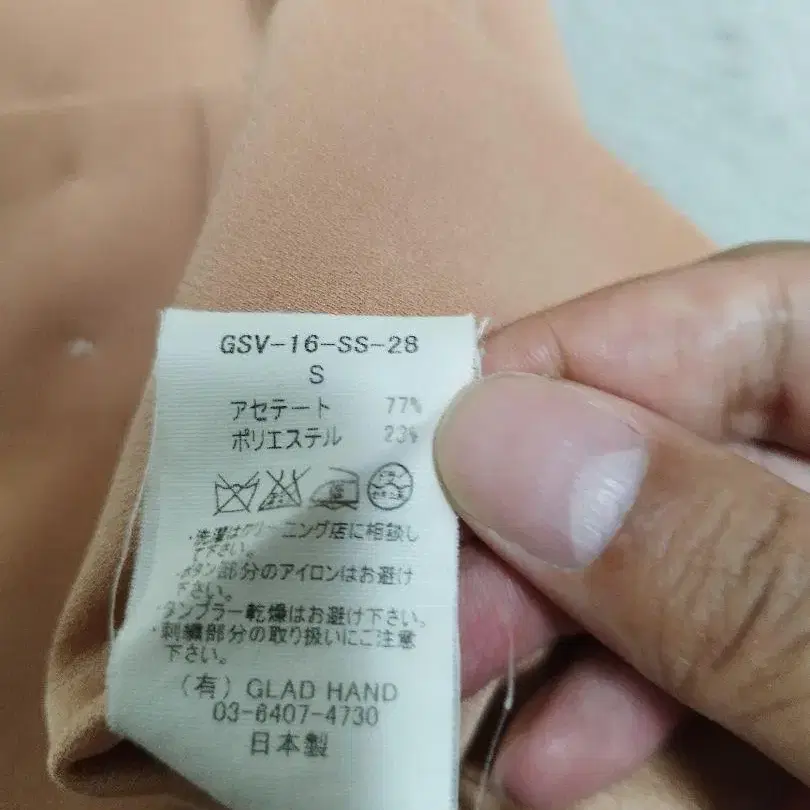 GSV-16-SS-28
S
アセテート 77%
ポリエステル 23%
・洗濯はクリーニング店に相談し
て下さい。
・ボタン部分のアイロンはお避け
下さい。
・タンブラー乾燥はお避け下さい。
・刺繍部分の取り扱いにご注意
下さい。
(有) GLAD HAND
03-6407-4730
日本製